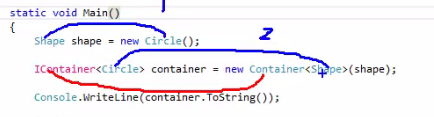 static void Main()
{
Shape shape = new Circle();
2
IContainer<Circle> container = new Container<Shape>(shape);
Console.WriteLine(container.ToString());